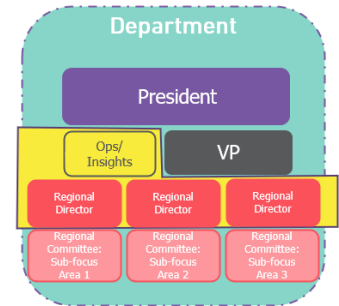 Department
President
Ops/
Insights
VP
Regional
Director
Regional
Director
Regional
Director
Regional
Committee:
Sub-focus
Area 1
Regional
Committee:
Sub-focus
Area 2
Regional
Committee:
Sub-focus
Area 3